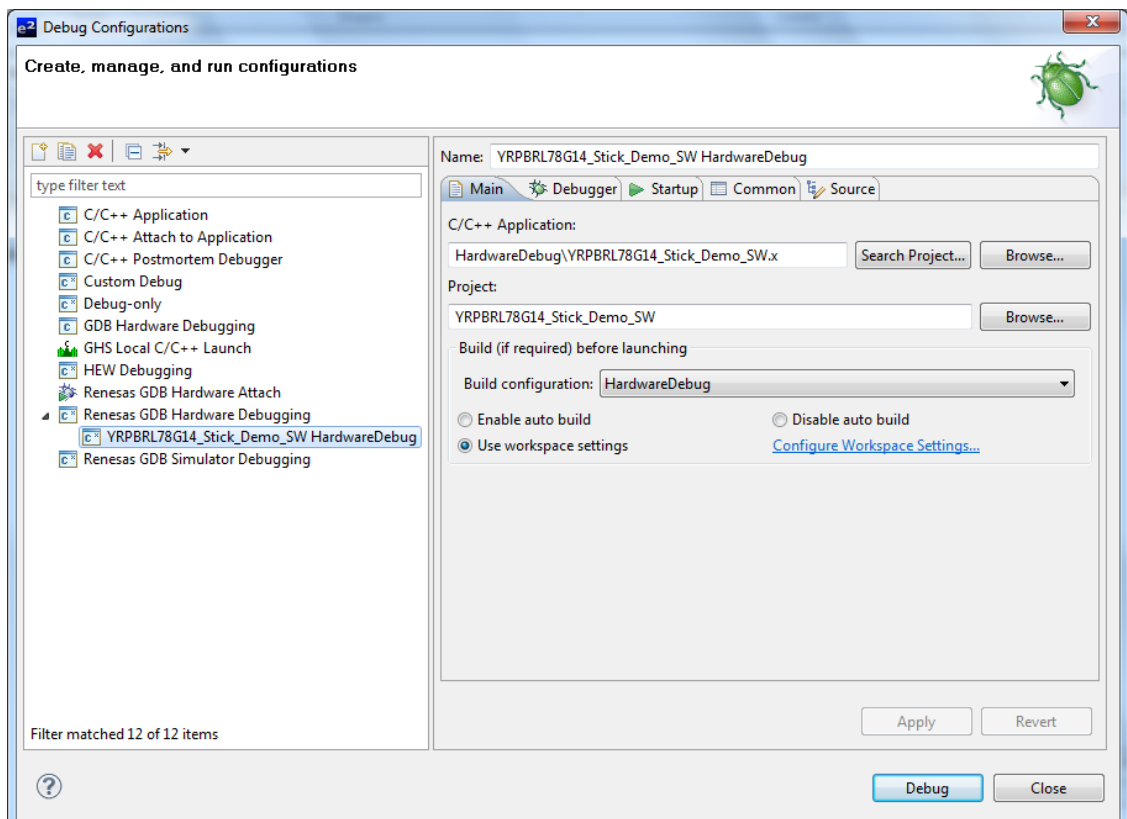 e² Debug Configurations
X
Create, manage, and run configurations
type filter text
c C/C++ Application
c C/C++ Attach to Application
c C/C++ Postmortem Debugger
c Custom Debug
c Debug-only
c GDB Hardware Debugging
GHS Local C/C++ Launch
c HEW Debugging
Renesas GDB Hardware Attach
c Renesas GDB Hardware Debugging
c YRPBRL78G14_Stick_Demo_SW HardwareDebug
c Renesas GDB Simulator Debugging
Filter matched 12 of 12 items
Name: YRPBRL78G14_Stick_Demo_SW HardwareDebug
Main Debugger Startup Common Source
C/C++ Application:
HardwareDebug\YRPBRL78G14_Stick_Demo_SW.x Search Project... Browse...
Project:
YRPBRL78G14_Stick_Demo_SW Browse...
Build (if required) before launching
Build configuration: HardwareDebug
Enable auto build Disable auto build
Use workspace settings Configure Workspace Settings...
Apply Revert
? Debug Close